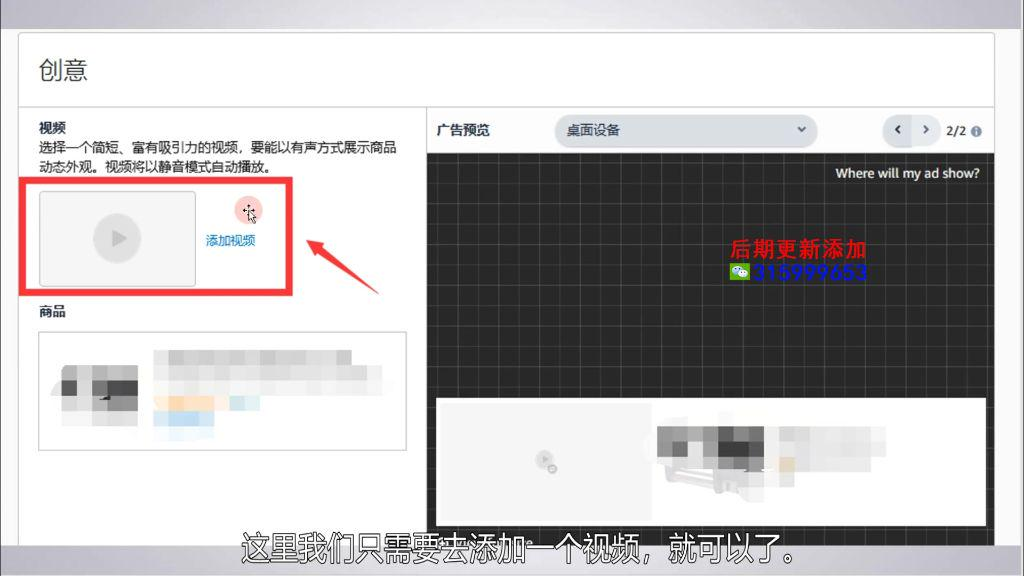 创意
视频
选择一个简短、富有吸引力的视频，要能以有声方式展示商品
动态外观。视频将以静音模式自动播放。
添加视频
商品
广告预览
桌面设备
2/2
Where will my ad show?
后期更新添加
315999653
这里我们只需要去添加一个视频，就可以了。